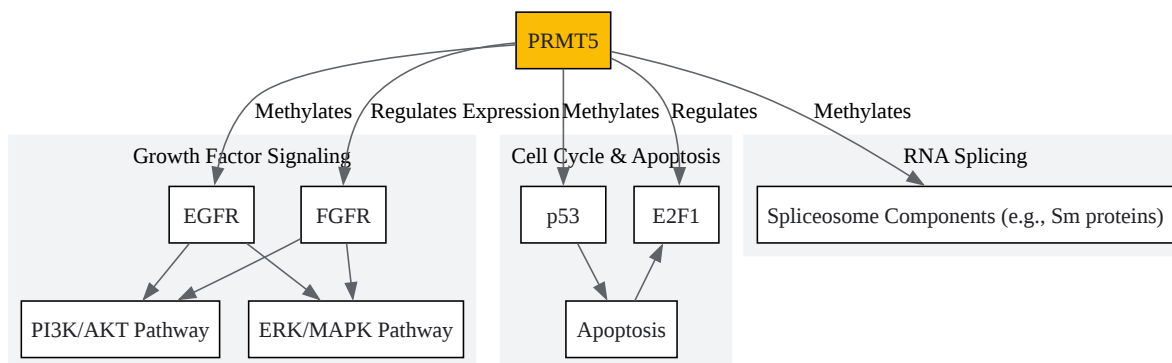 PRMT5
Methylates
Regulates Expression
Methylates
Regulates
Methylates
Growth Factor Signaling
Cell Cycle & Apoptosis
RNA Splicing
EGFR
FGFR
p53
E2F1
Spliceosome Components (e.g., Sm proteins)
PI3K/AKT Pathway
ERK/MAPK Pathway
Apoptosis